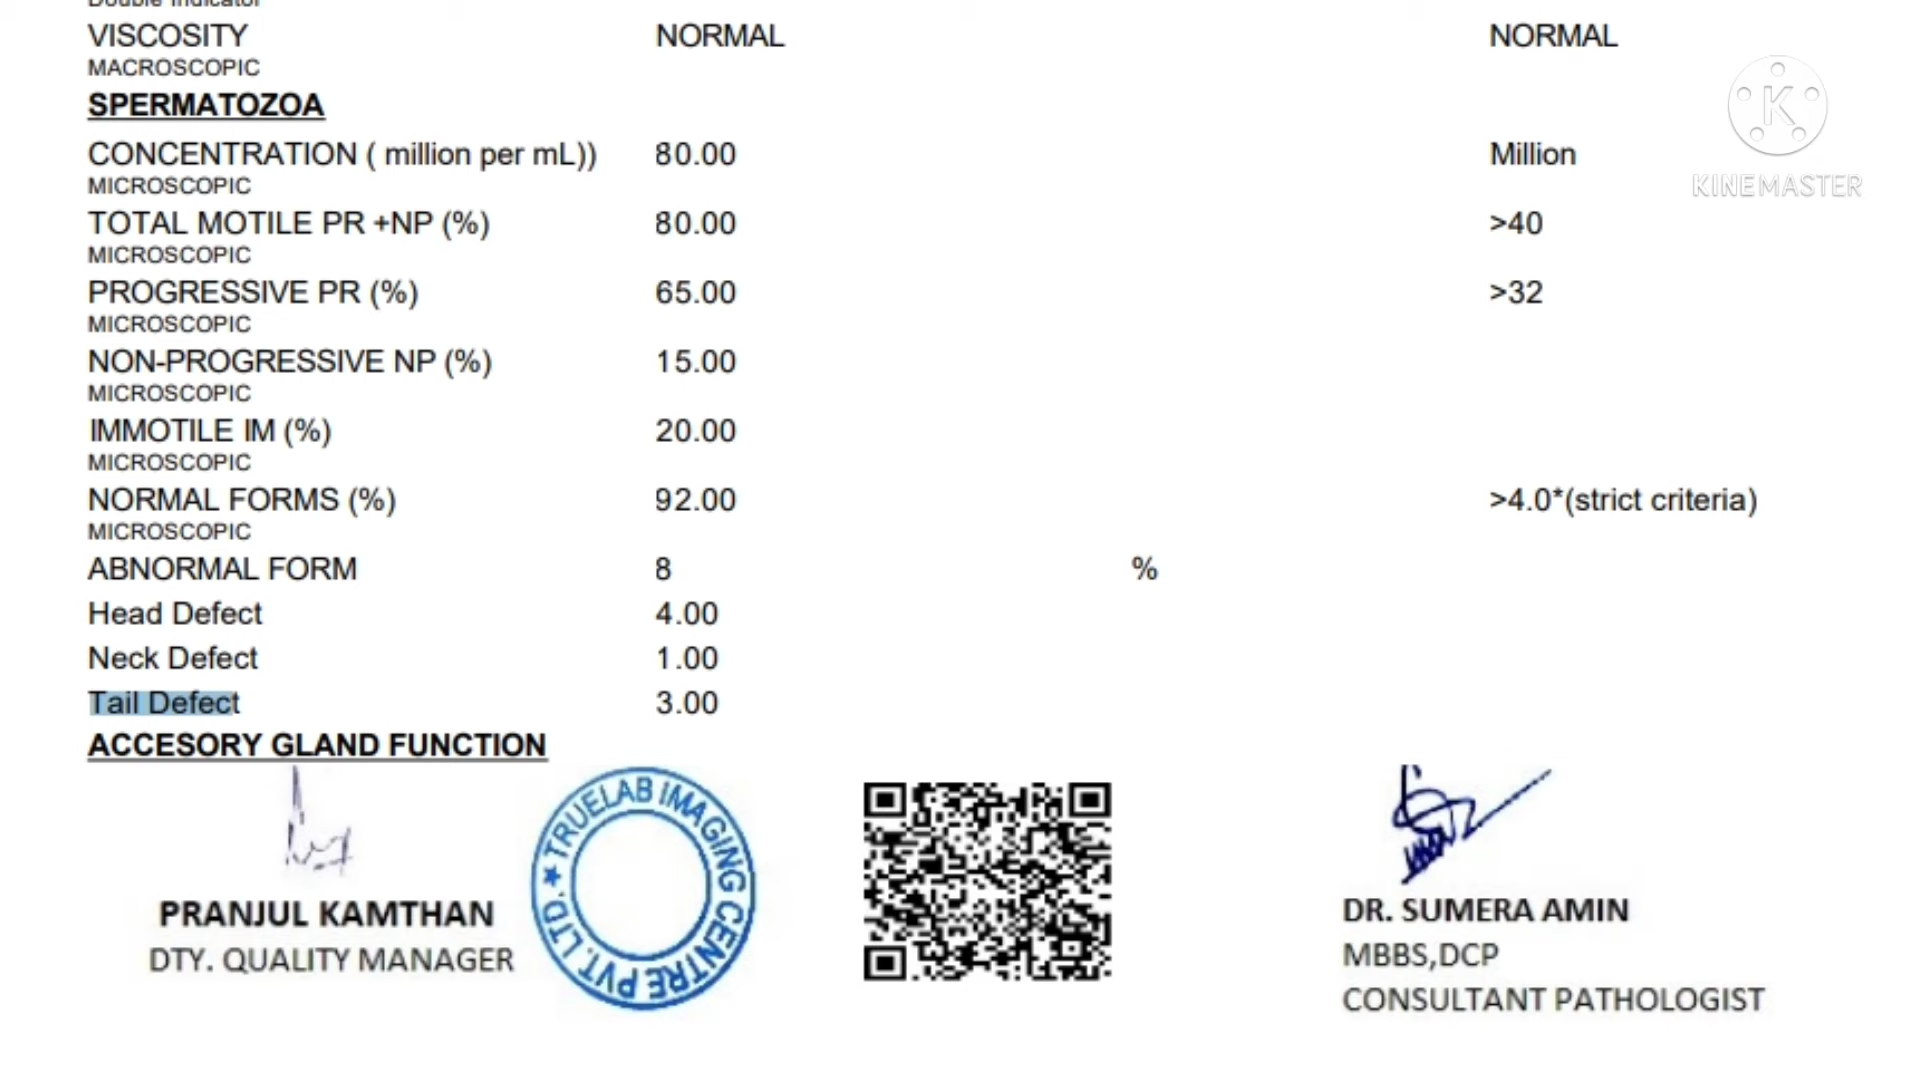 Double Indicator
VISCOSITY NORMAL NORMAL
MACROSCOPIC
SPERMATOZOA
CONCENTRATION ( million per mL)) 80.00 Million
MICROSCOPIC
TOTAL MOTILE PR +NP (%) 80.00 >40
MICROSCOPIC
PROGRESSIVE PR (%) 65.00 >32
MICROSCOPIC
NON-PROGRESSIVE NP (%) 15.00
MICROSCOPIC
IMMOTILE IM (%) 20.00
MICROSCOPIC
NORMAL FORMS (%) 92.00 >4.0*(strict criteria)
MICROSCOPIC
ABNORMAL FORM 8 %
Head Defect 4.00
Neck Defect 1.00
Tail Defect 3.00
ACCESORY GLAND FUNCTION
PRANJUL KAMTHAN
DTY. QUALITY MANAGER
TRUELAB IMAGING CENTRE PVT. LTD.
DR. SUMERA AMIN
MBBS,DCP
CONSULTANT PATHOLOGIST
K
KINEMASTER